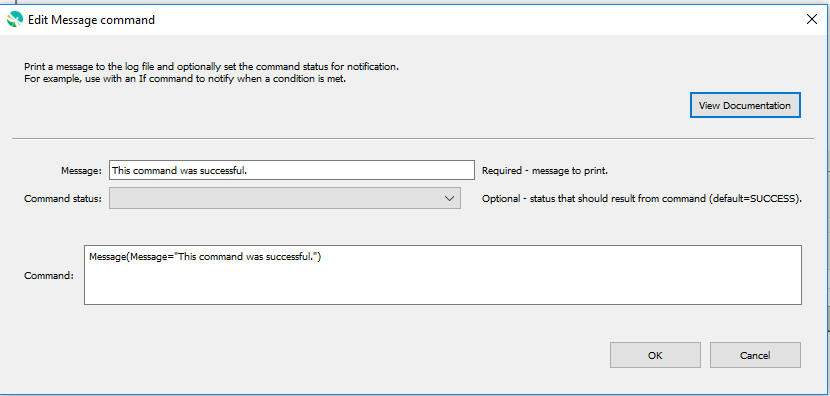 Edit Message command
Print a message to the log file and optionally set the command status for notification.
For example, use with an If command to notify when a condition is met.
View Documentation
Message: This command was successful. Required - message to print.
Command status: Optional - status that should result from command (default=SUCCESS).
Command: Message(Message="This command was successful.")
OK Cancel